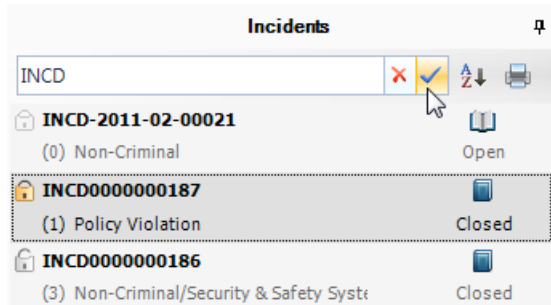 Incidents
INCD
INCD-2011-02-00021
(0) Non-Criminal Open
INCD0000000187
(1) Policy Violation Closed
INCD0000000186
(3) Non-Criminal/Security & Safety Syste Closed